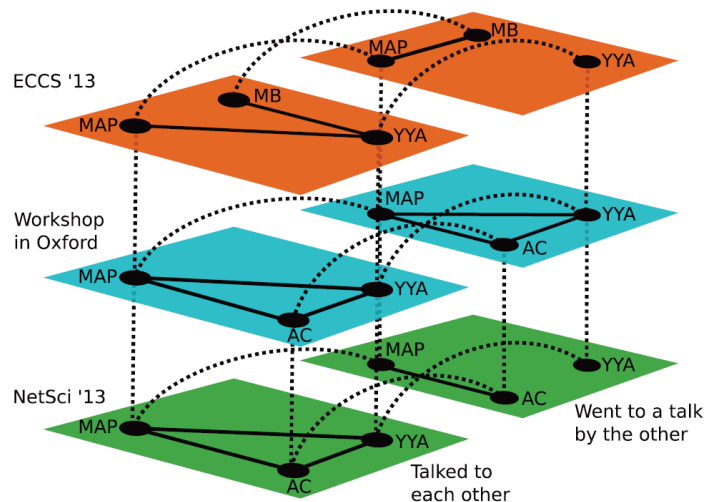 MB
MAP
YYA
ECCS '13
MB
MAP
YYA
MAP
YYA
Workshop
in Oxford
AC
MAP
YYA
AC
MAP
YYA
NetSci '13
AC
Went to a talk
by the other
MAP
YYA
AC
Talked to
each other